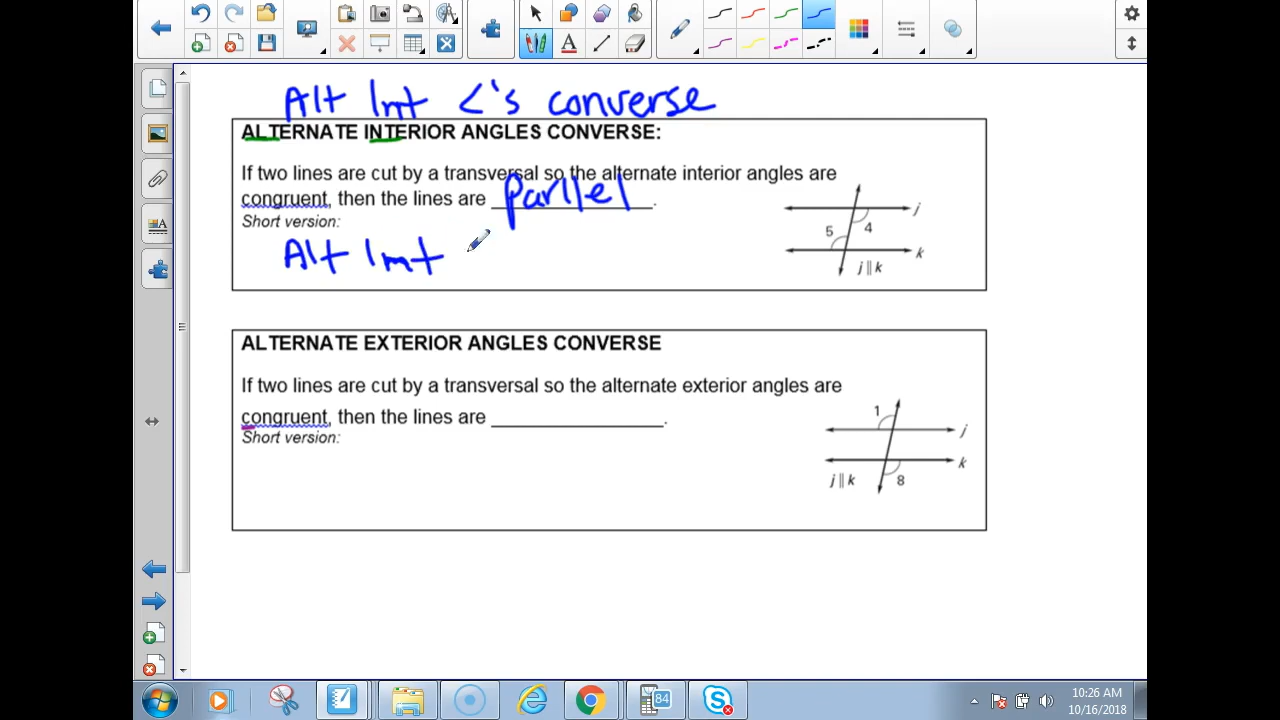 Alt Int <'s converse
ALTERNATE INTERIOR ANGLES CONVERSE:
If two lines are cut by a transversal so the alternate interior angles are
congruent, then the lines are parllel.
Short version:
Alt Int
5 4
j
k
j || k
ALTERNATE EXTERIOR ANGLES CONVERSE
If two lines are cut by a transversal so the alternate exterior angles are
congruent, then the lines are ________________.
Short version:
1
j
k
j || k 8
84
10:26 AM
10/16/2018